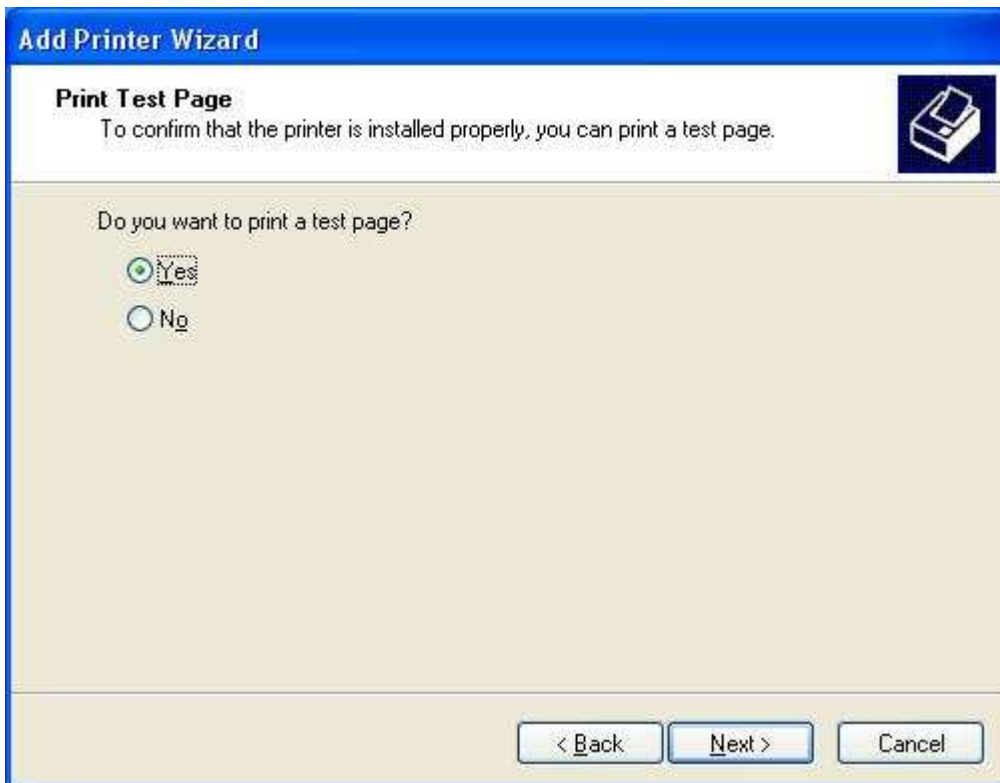 Add Printer Wizard
Print Test Page
To confirm that the printer is installed properly, you can print a test page.
Do you want to print a test page?
Yes
No
< Back Next > Cancel